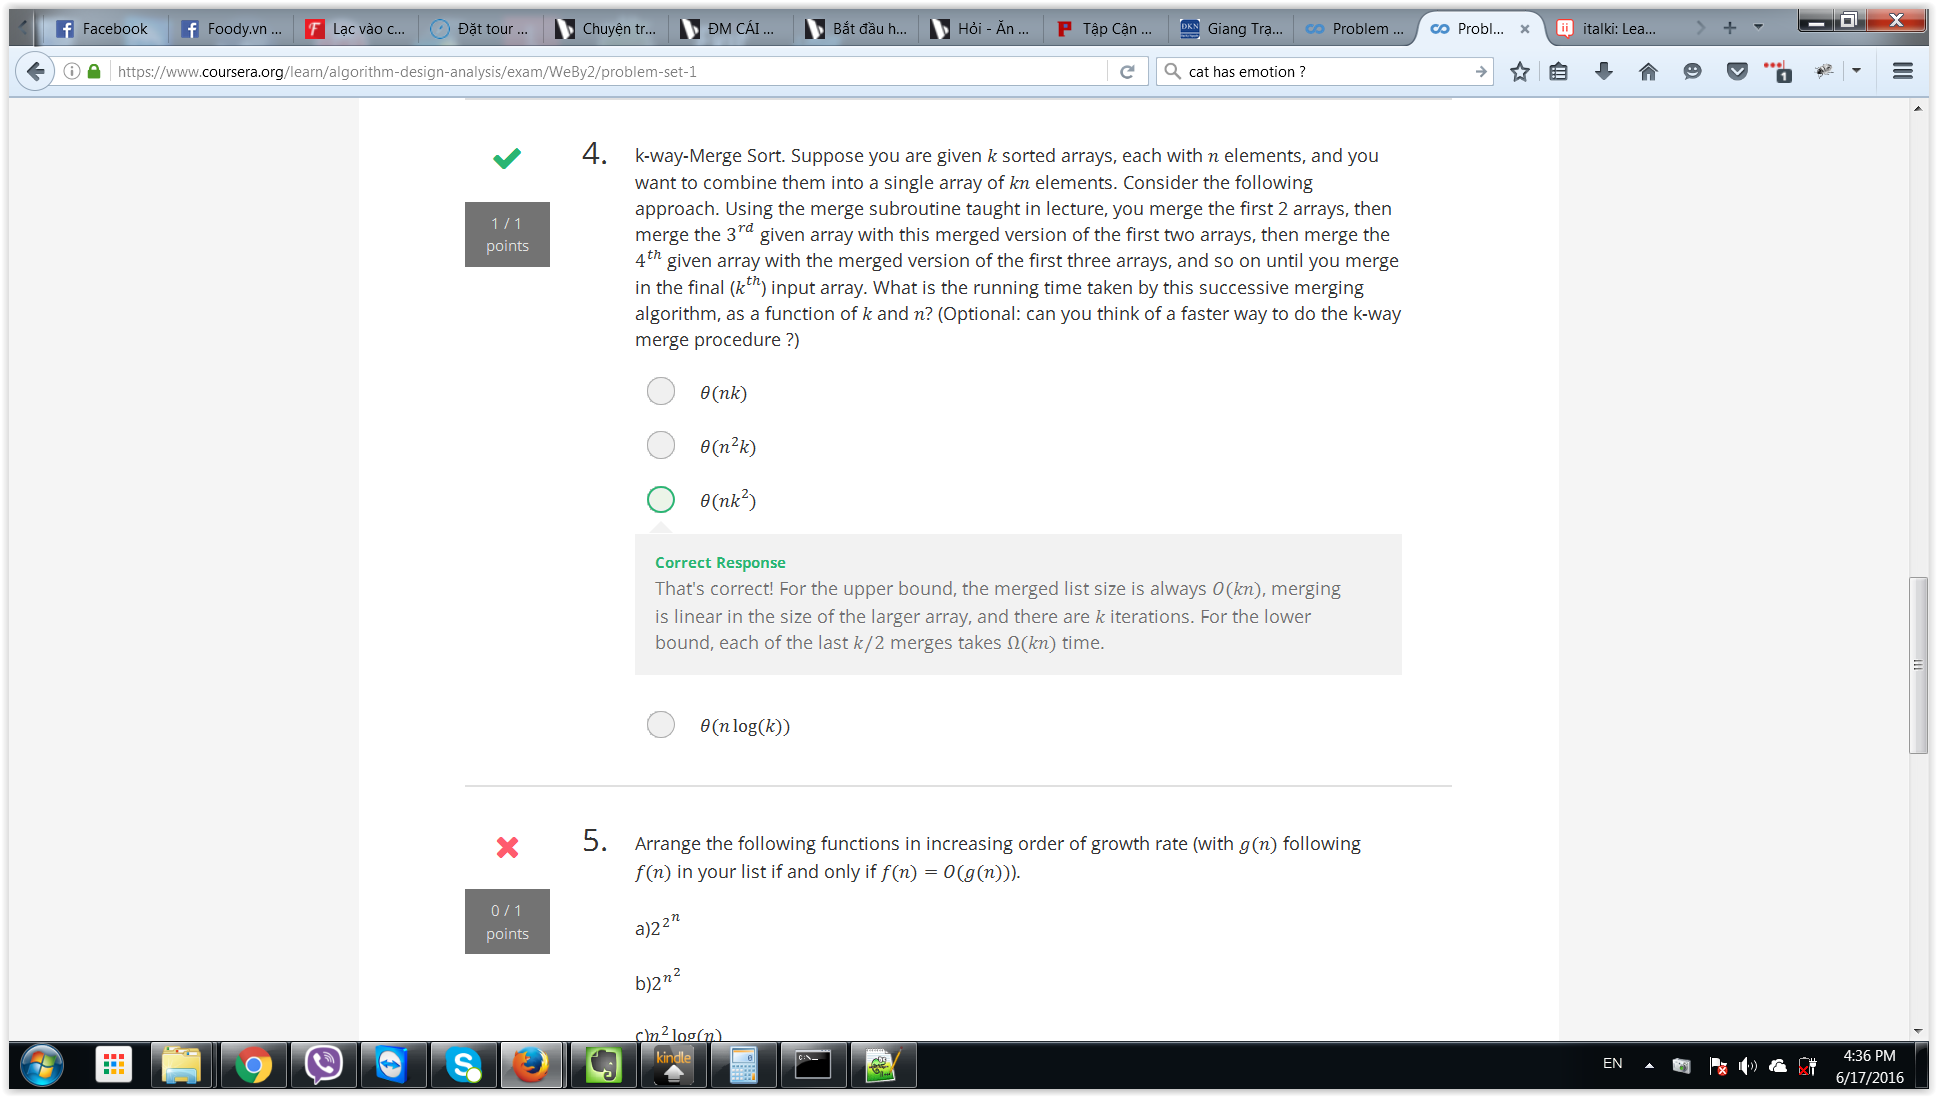 Facebook
Foody.vn ...
Lạc vào c...
Đặt tour ...
Chuyện tr...
ĐM CÁI ...
Bắt đầu h...
Hỏi - Ăn ...
Tập Cận ...
DKN
Giang Trạ...
Problem ...
Probl...
italki: Lea...
https://www.coursera.org/learn/algorithm-design-analysis/exam/WeBy2/problem-set-1
cat has emotion ?
1
4.
1 / 1
points
k-way-Merge Sort. Suppose you are given k sorted arrays, each with n elements, and you
want to combine them into a single array of kn elements. Consider the following
approach. Using the merge subroutine taught in lecture, you merge the first 2 arrays, then
merge the 3^{rd} given array with this merged version of the first two arrays, then merge the
4^{th} given array with the merged version of the first three arrays, and so on until you merge
in the final (k^{th}) input array. What is the running time taken by this successive merging
algorithm, as a function of k and n? (Optional: can you think of a faster way to do the k-way
merge procedure ?)
θ(nk)
θ(n²k)
θ(nk²)
Correct Response
That's correct! For the upper bound, the merged list size is always O(kn), merging
is linear in the size of the larger array, and there are k iterations. For the lower
bound, each of the last k/2 merges takes Ω(kn) time.
θ(n log(k))
5.
0 / 1
points
Arrange the following functions in increasing order of growth rate (with g(n) following
f(n) in your list if and only if f(n) = O(g(n))).
a)2^{2^n}
b)2^{n^2}
c)n² log(n)
kindle
EN
4:36 PM
6/17/2016